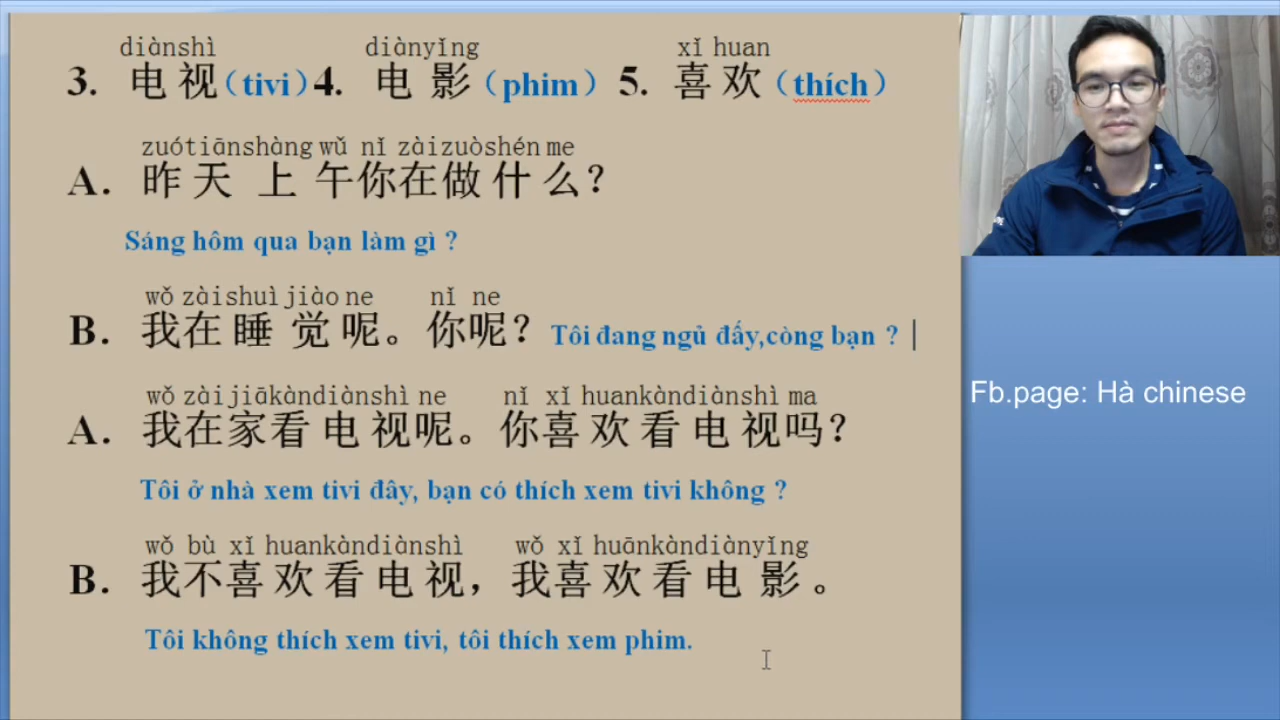 diànshì diànyǐng xǐ huan
3. 电视（tivi）4. 电影（phim）5. 喜欢（thích）
zuótiānshàng wǔ nǐ zàizuòshén me
A. 昨天上午你在做什么？
Sáng hôm qua bạn làm gì ?
wǒ zàishuì jiào ne nǐ ne
B. 我在睡觉呢。你呢？ Tôi đang ngủ đấy,còng bạn ?
wǒ zàijiākàndiànshì ne nǐ xǐ huankàndiànshì ma
A. 我在家看电视呢。你喜欢看电视吗？
Tôi ở nhà xem tivi đây, bạn có thích xem tivi không ?
wǒ bù xǐ huankàndiànshì wǒ xǐ huānkàndiànyǐng
B. 我不喜欢看电视，我喜欢看电影。
Tôi không thích xem tivi, tôi thích xem phim.
Fb.page: Hà chinese